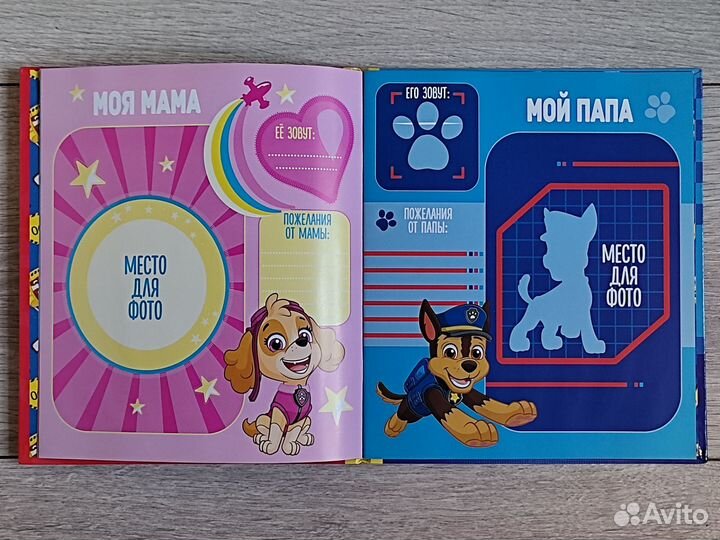 МОЯ МАМА
ЕЁ ЗОВУТ:
ПОЖЕЛАНИЯ
ОТ МАМЫ:
МЕСТО
ДЛЯ
ФОТО
ЕГО ЗОВУТ:
МОЙ ПАПА
ПОЖЕЛАНИЯ
ОТ ПАПЫ:
МЕСТО
ДЛЯ
ФОТО
Avito